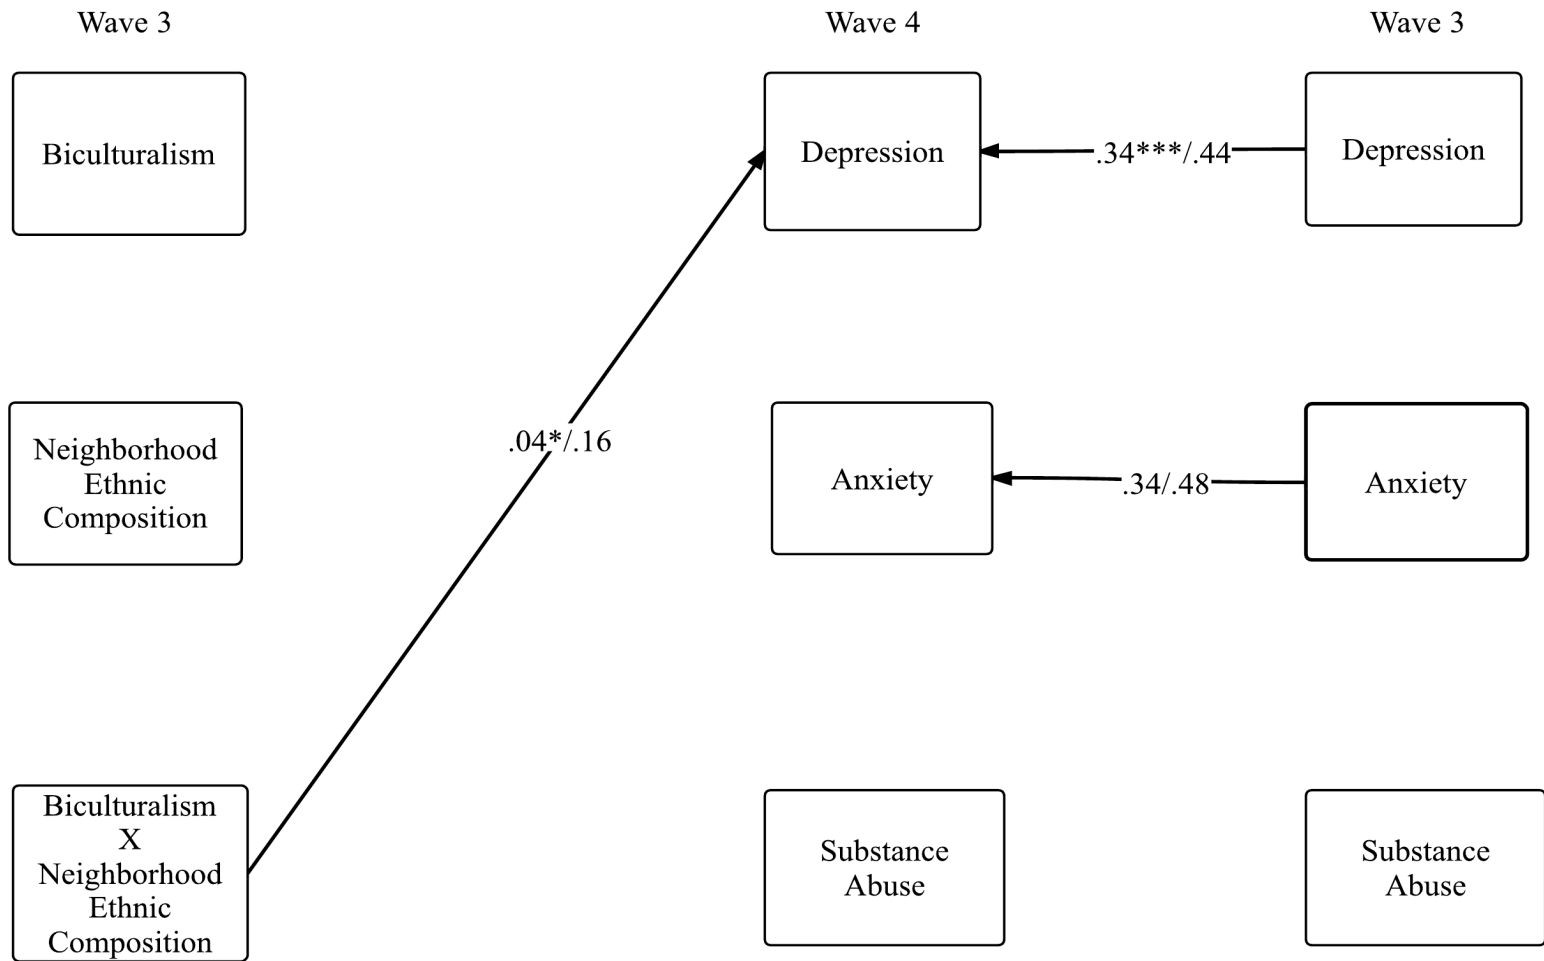 Wave 3
Wave 4
Wave 3
Biculturalism
Depression
.34***/.44
Depression
.04*/.16
Neighborhood
Ethnic
Composition
Anxiety
.34/.48
Anxiety
Biculturalism
X
Neighborhood
Ethnic
Composition
Substance
Abuse
Substance
Abuse